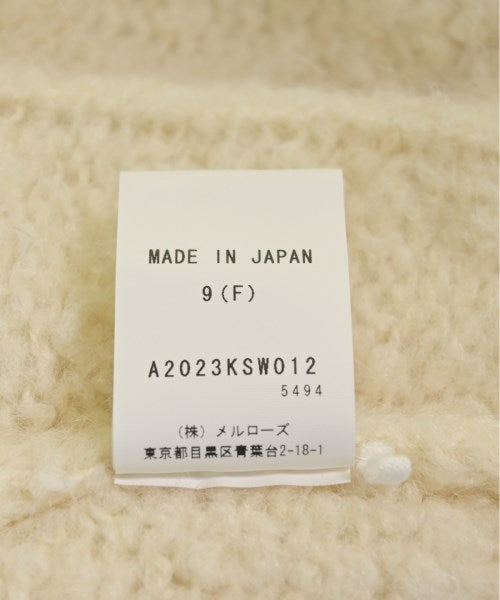 MADE IN JAPAN
9(F)
A2023KSW012
5494
(株)メルローズ
東京都目黒区青葉台2-18-1